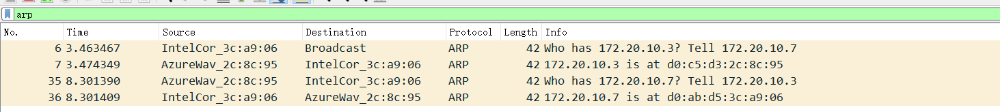 arp
No. Time Source Destination Protocol Length Info
6 3.463467 IntelCor_3c:a9:06 Broadcast ARP 42 Who has 172.20.10.3? Tell 172.20.10.7
7 3.474349 AzureWav_2c:8c:95 IntelCor_3c:a9:06 ARP 42 172.20.10.3 is at d0:c5:d3:2c:8c:95
35 8.301390 AzureWav_2c:8c:95 IntelCor_3c:a9:06 ARP 42 Who has 172.20.10.7? Tell 172.20.10.3
36 8.301409 IntelCor_3c:a9:06 AzureWav_2c:8c:95 ARP 42 172.20.10.7 is at d0:ab:d5:3c:a9:06